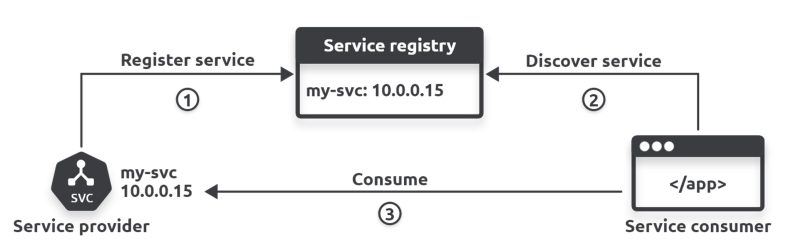 Service registry
Register service
Discover service
my-svc: 10.0.0.15
1
2
my-svc
10.0.0.15
SVC
Consume
</app>
3
Service provider
Service consumer